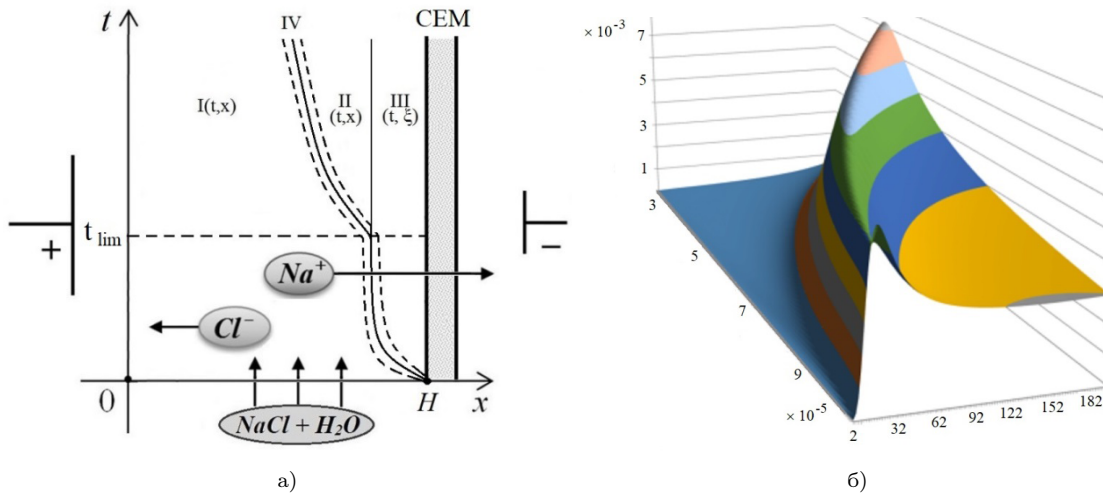 t
IV
CEM
I(t,x)
II
(t,x)
III
(t, ξ)
t lim
+
−
Na⁺
Cl⁻
0
H
x
NaCl + H₂O
а)
× 10⁻³
7
5
3
1
3
5
7
9
× 10⁻⁵
2
32
62
92
122
152
182
б)